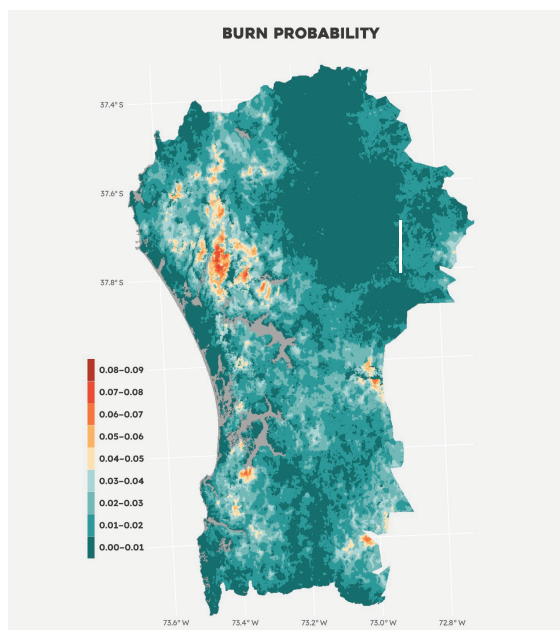 BURN PROBABILITY
37.4° S
37.6° S
37.8° S
0.08–0.09
0.07–0.08
0.06–0.07
0.05–0.06
0.04–0.05
0.03–0.04
0.02–0.03
0.01–0.02
0.00–0.01
73.6° W 73.4° W 73.2° W 73.0° W 72.8° W